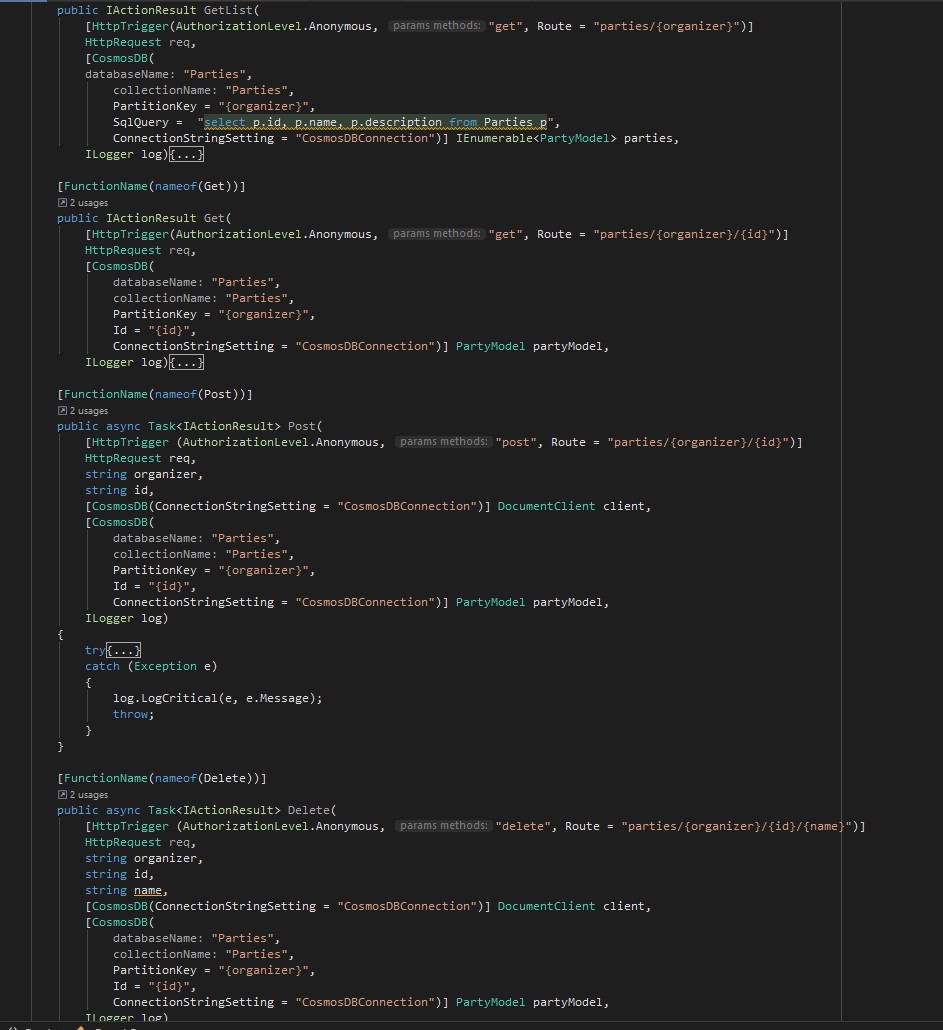 public IActionResult GetList(
[HttpTrigger(AuthorizationLevel.Anonymous, params methods: "get", Route = "parties/{organizer}")]
HttpRequest req,
[CosmosDB(
databaseName: "Parties",
collectionName: "Parties",
PartitionKey = "{organizer}",
SqlQuery = "select p.id, p.name, p.description from Parties p",
ConnectionStringSetting = "CosmosDBConnection")] IEnumerable<PartyModel> parties,
ILogger log){...}
[FunctionName(nameof(Get))]
2 usages
public IActionResult Get(
[HttpTrigger(AuthorizationLevel.Anonymous, params methods: "get", Route = "parties/{organizer}/{id}")]
HttpRequest req,
[CosmosDB(
databaseName: "Parties",
collectionName: "Parties",
PartitionKey = "{organizer}",
Id = "{id}",
ConnectionStringSetting = "CosmosDBConnection")] PartyModel partyModel,
ILogger log){...}
[FunctionName(nameof(Post))]
2 usages
public async Task<IActionResult> Post(
[HttpTrigger (AuthorizationLevel.Anonymous, params methods: "post", Route = "parties/{organizer}/{id}")]
HttpRequest req,
string organizer,
string id,
[CosmosDB(ConnectionStringSetting = "CosmosDBConnection")] DocumentClient client,
[CosmosDB(
databaseName: "Parties",
collectionName: "Parties",
PartitionKey = "{organizer}",
Id = "{id}",
ConnectionStringSetting = "CosmosDBConnection")] PartyModel partyModel,
ILogger log)
{
try{...}
catch (Exception e)
{
log.LogCritical(e, e.Message);
throw;
}
}
[FunctionName(nameof(Delete))]
2 usages
public async Task<IActionResult> Delete(
[HttpTrigger (AuthorizationLevel.Anonymous, params methods: "delete", Route = "parties/{organizer}/{id}/{name}")]
HttpRequest req,
string organizer,
string id,
string name,
[CosmosDB(ConnectionStringSetting = "CosmosDBConnection")] DocumentClient client,
[CosmosDB(
databaseName: "Parties",
collectionName: "Parties",
PartitionKey = "{organizer}",
Id = "{id}",
ConnectionStringSetting = "CosmosDBConnection")] PartyModel partyModel,
ILogger log)